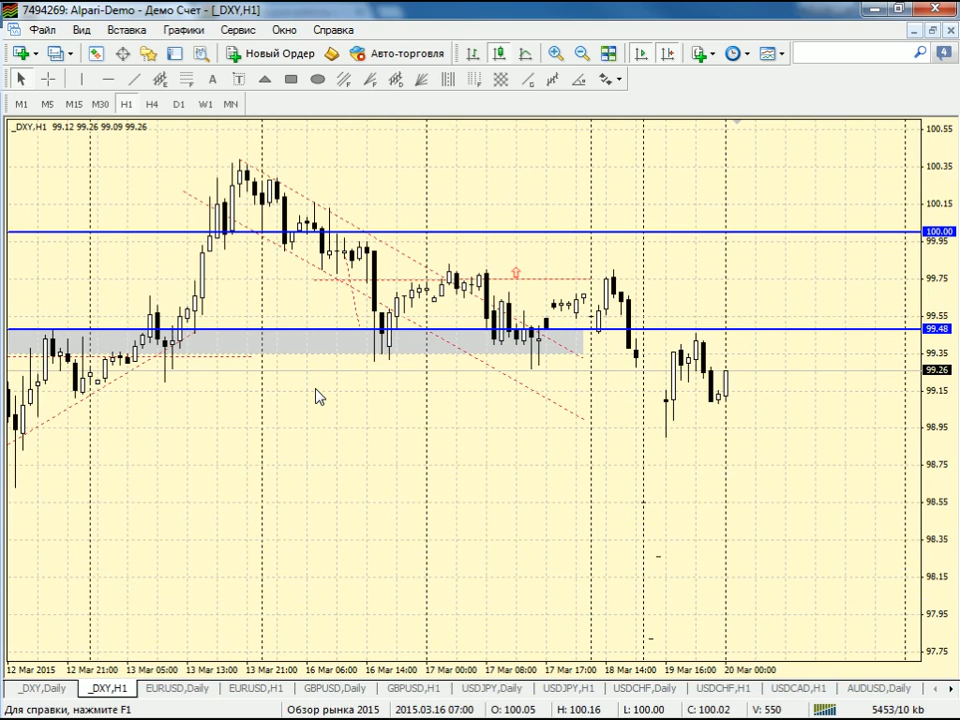 7494269: Alpari-Demo - Демо Счет - [_DXY,H1]
Файл Вид Вставка Графики Сервис Окно Справка
Новый Ордер Авто-торговля 4
A T
M1 M5 M15 M30 H1 H4 D1 W1 MN
_DXY,H1 99.12 99.26 99.09 99.26
100.55
100.35
100.15
100.00
99.95
99.75
99.55
99.48
99.35
99.26
99.15
98.95
98.75
98.55
98.35
98.15
97.95
97.75
12 Mar 2015 12 Mar 21:00 13 Mar 05:00 13 Mar 13:00 13 Mar 21:00 16 Mar 06:00 16 Mar 14:00 17 Mar 00:00 17 Mar 08:00 17 Mar 17:00 18 Mar 14:00 19 Mar 16:00 20 Mar 00:00
_DXY,Daily _DXY,H1 EURUSD,Daily EURUSD,H1 GBPUSD,Daily GBPUSD,H1 USDJPY,Daily USDJPY,H1 USDCHF,Daily USDCHF,H1 USDCAD,H1 AUDUSD,Daily
Для справки, нажмите F1 Обзор рынка 2015 2015.03.16 07:00 O: 100.05 H: 100.16 L: 100.00 C: 100.02 V: 550 5453/10 kb